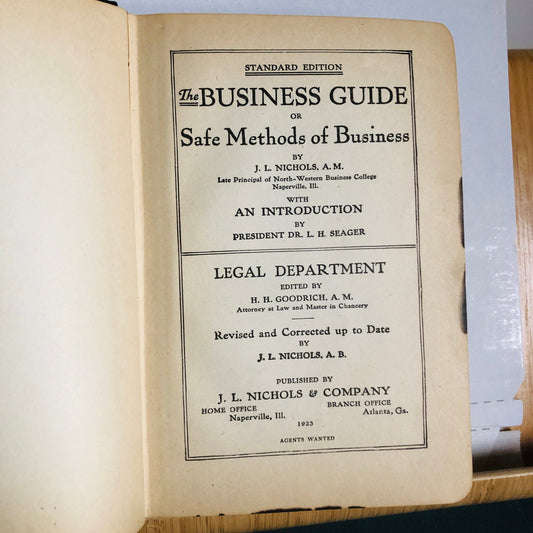 STANDARD EDITION
The BUSINESS GUIDE
OR
Safe Methods of Business
BY
J. L. NICHOLS, A. M.
Late Principal of North-Western Business College
Naperville, Ill.
WITH
AN INTRODUCTION
BY
PRESIDENT DR. L. H. SEAGER
LEGAL DEPARTMENT
EDITED BY
H. H. GOODRICH, A. M.
Attorney at Law and Master in Chancery
Revised and Corrected up to Date
BY
J. L. NICHOLS, A. B.
PUBLISHED BY
J. L. NICHOLS & COMPANY
HOME OFFICE BRANCH OFFICE
Naperville, Ill. Atlanta, Ga.
1923
AGENTS WANTED